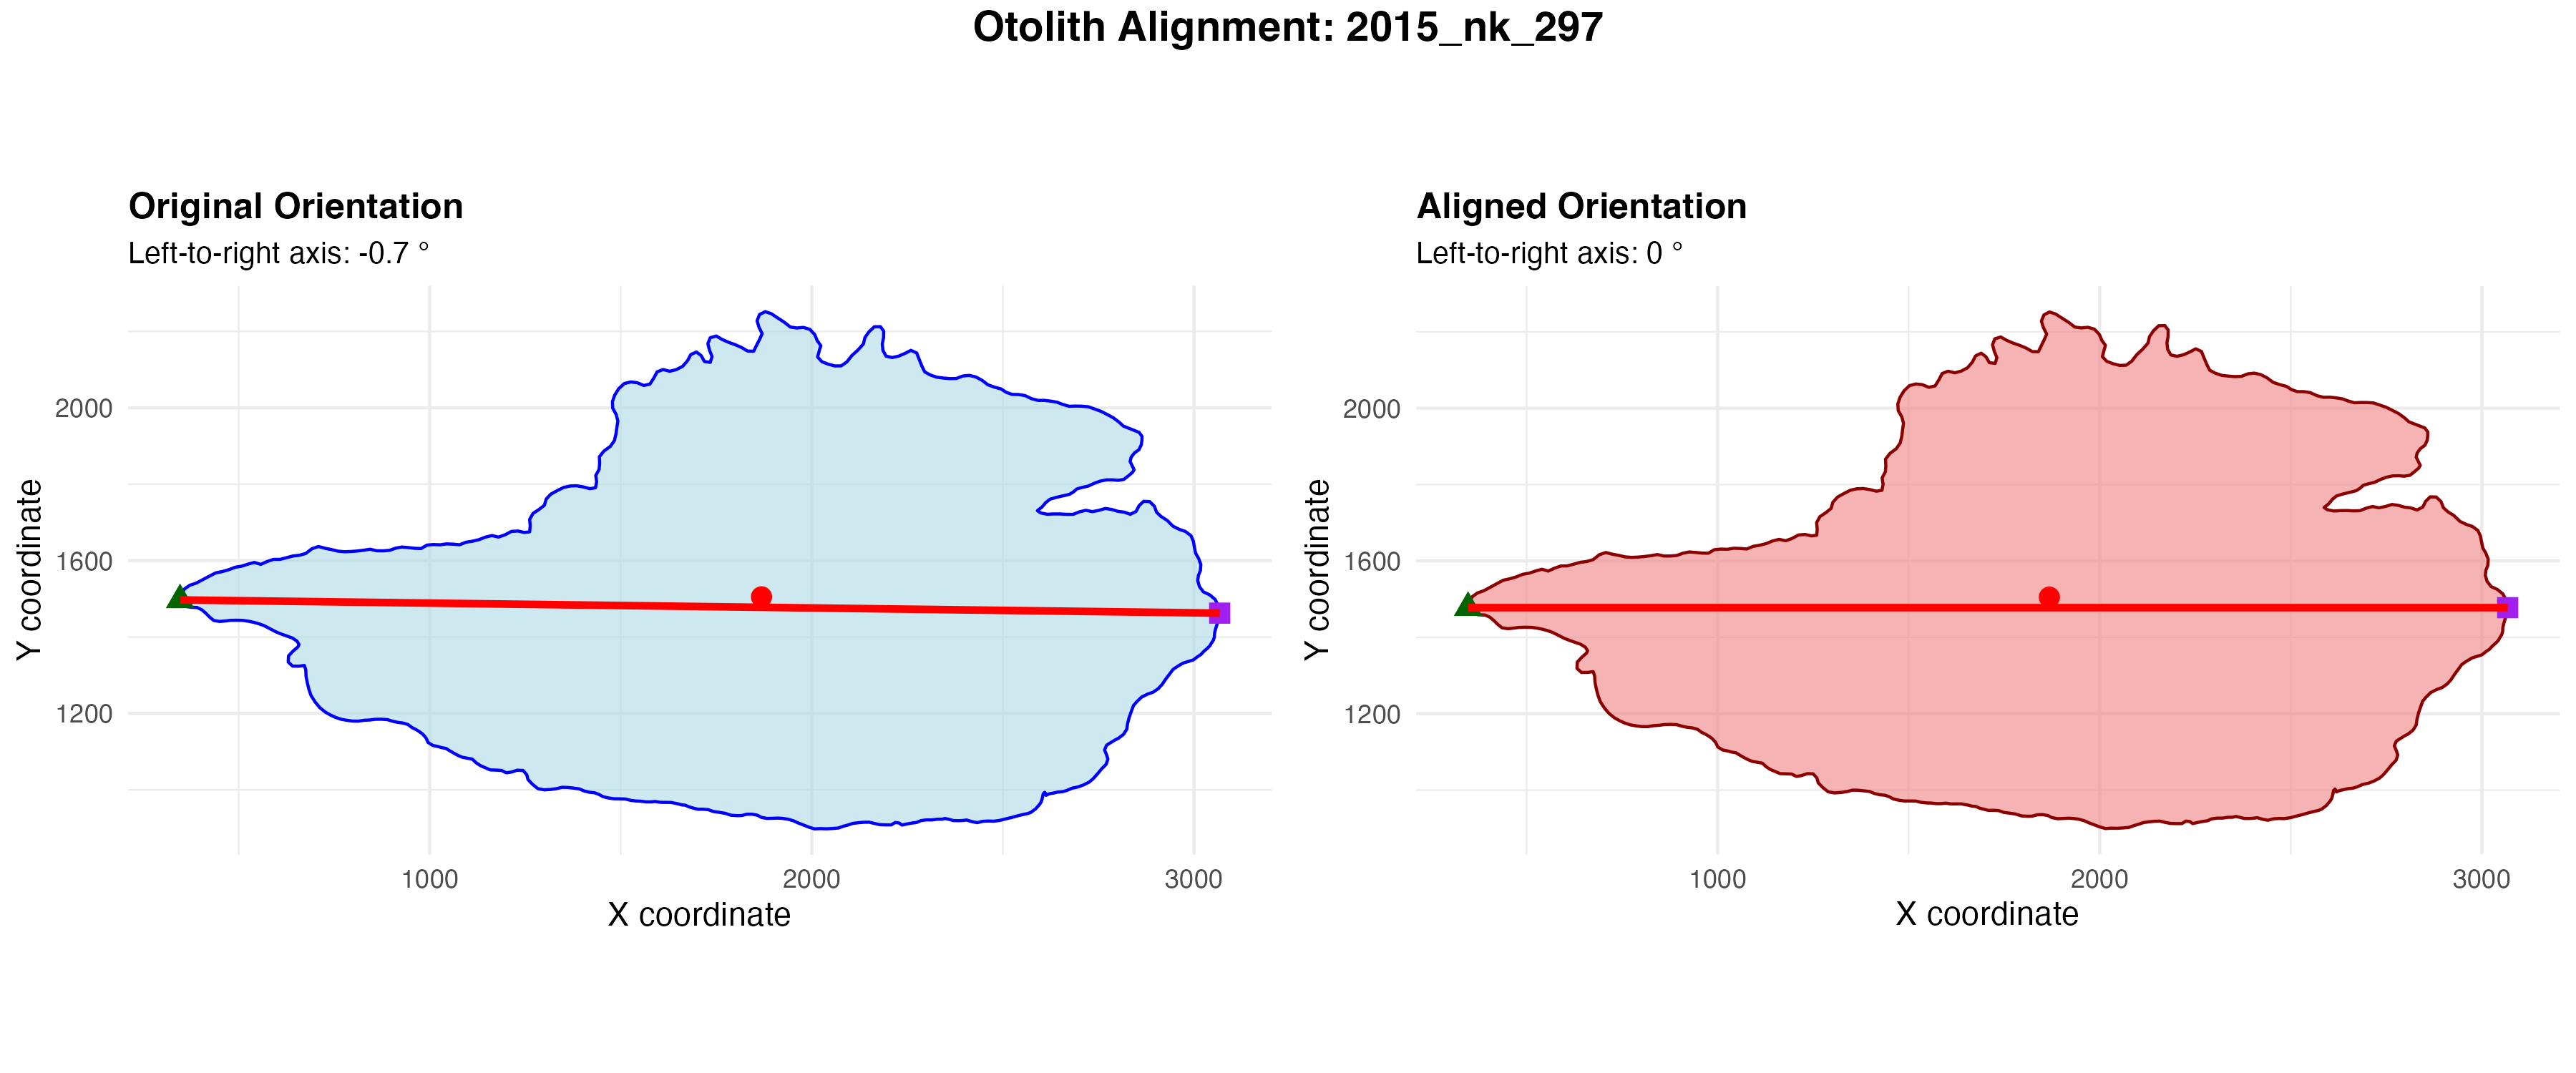 Otolith Alignment: 2015_nk_297
Original Orientation
Left-to-right axis: -0.7 °
2000
1600
1200
Y coordinate
1000
2000
3000
X coordinate
Aligned Orientation
Left-to-right axis: 0 °
2000
1600
1200
Y coordinate
1000
2000
3000
X coordinate